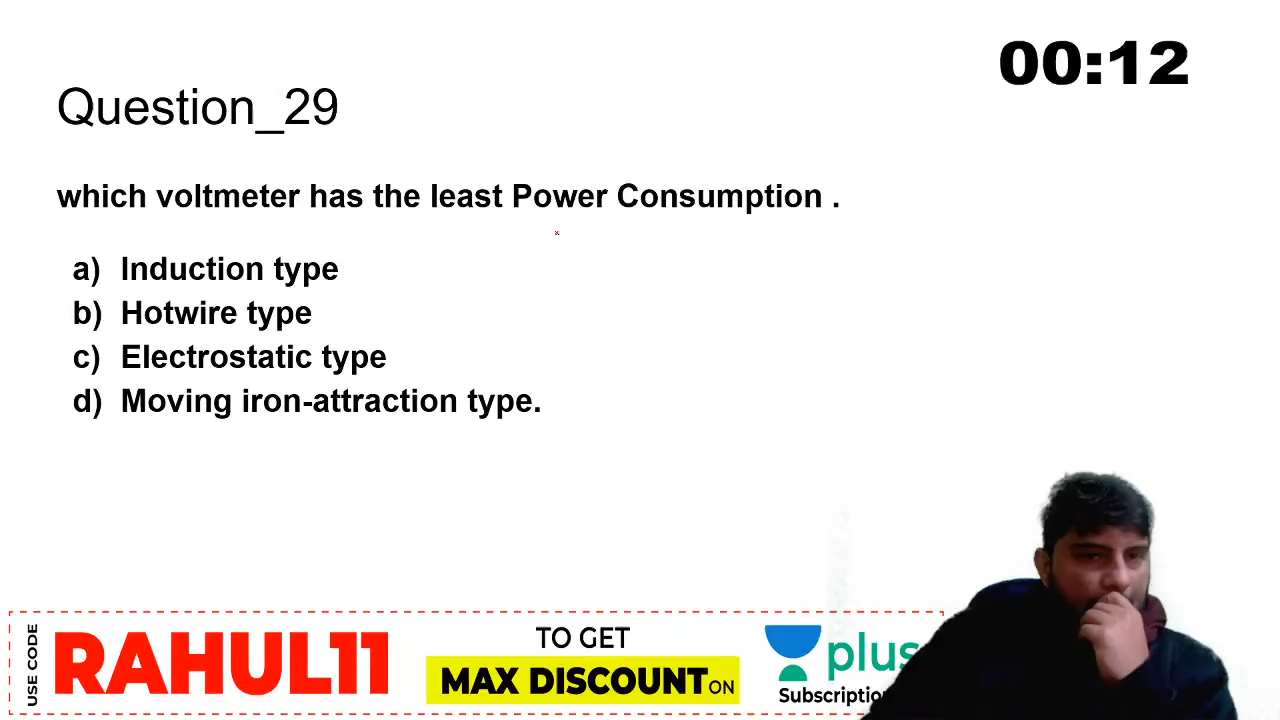 00:12
Question_29
which voltmeter has the least Power Consumption .
a) Induction type
b) Hotwire type
c) Electrostatic type
d) Moving iron-attraction type.
USE CODE
RAHUL11
TO GET
MAX DISCOUNT ON
plus
Subscription